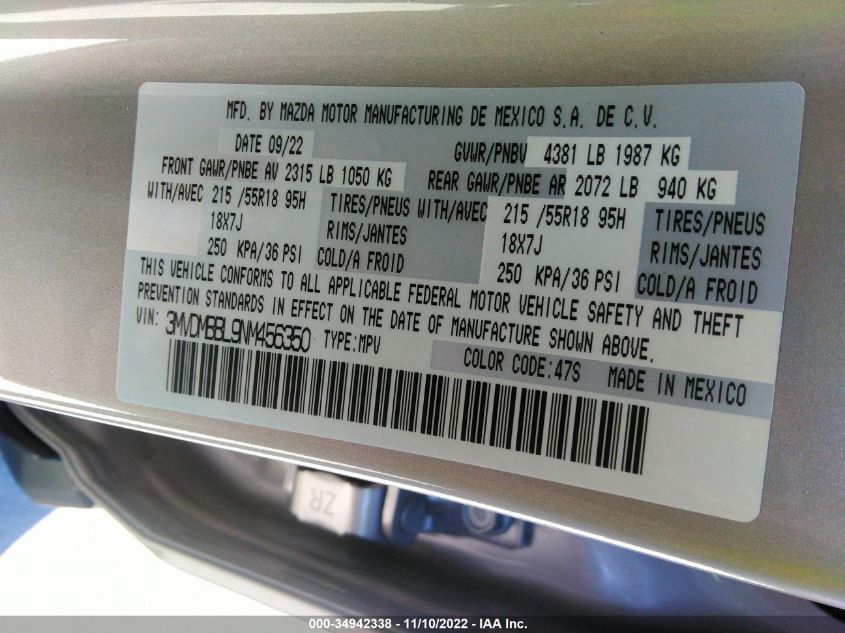 MFD. BY MAZDA MOTOR MANUFACTURING DE MEXICO S.A. DE C.V.
DATE 09/22 GVWR/PNBV 4381 LB 1987 KG
FRONT GAWR/PNBE AV 2315 LB 1050 KG REAR GAWR/PNBE AR 2072 LB 940 KG
WITH/AVEC 215 /55R18 95H TIRES/PNEUS WITH/AVEC 215 /55R18 95H TIRES/PNEUS
18X7J RIMS/JANTES 18X7J RIMS/JANTES
250 KPA/36 PSI COLD/A FROID 250 KPA/36 PSI COLD/A FROID
THIS VEHICLE CONFORMS TO ALL APPLICABLE FEDERAL MOTOR VEHICLE SAFETY AND THEFT
PREVENTION STANDARDS IN EFFECT ON THE DATE OF MANUFACTURE SHOWN ABOVE.
VIN: 3MVDMBBL9NM456350 TYPE:MPV
COLOR CODE:47S MADE IN MEXICO
ZR
000-34942338 - 11/10/2022 - IAA Inc.